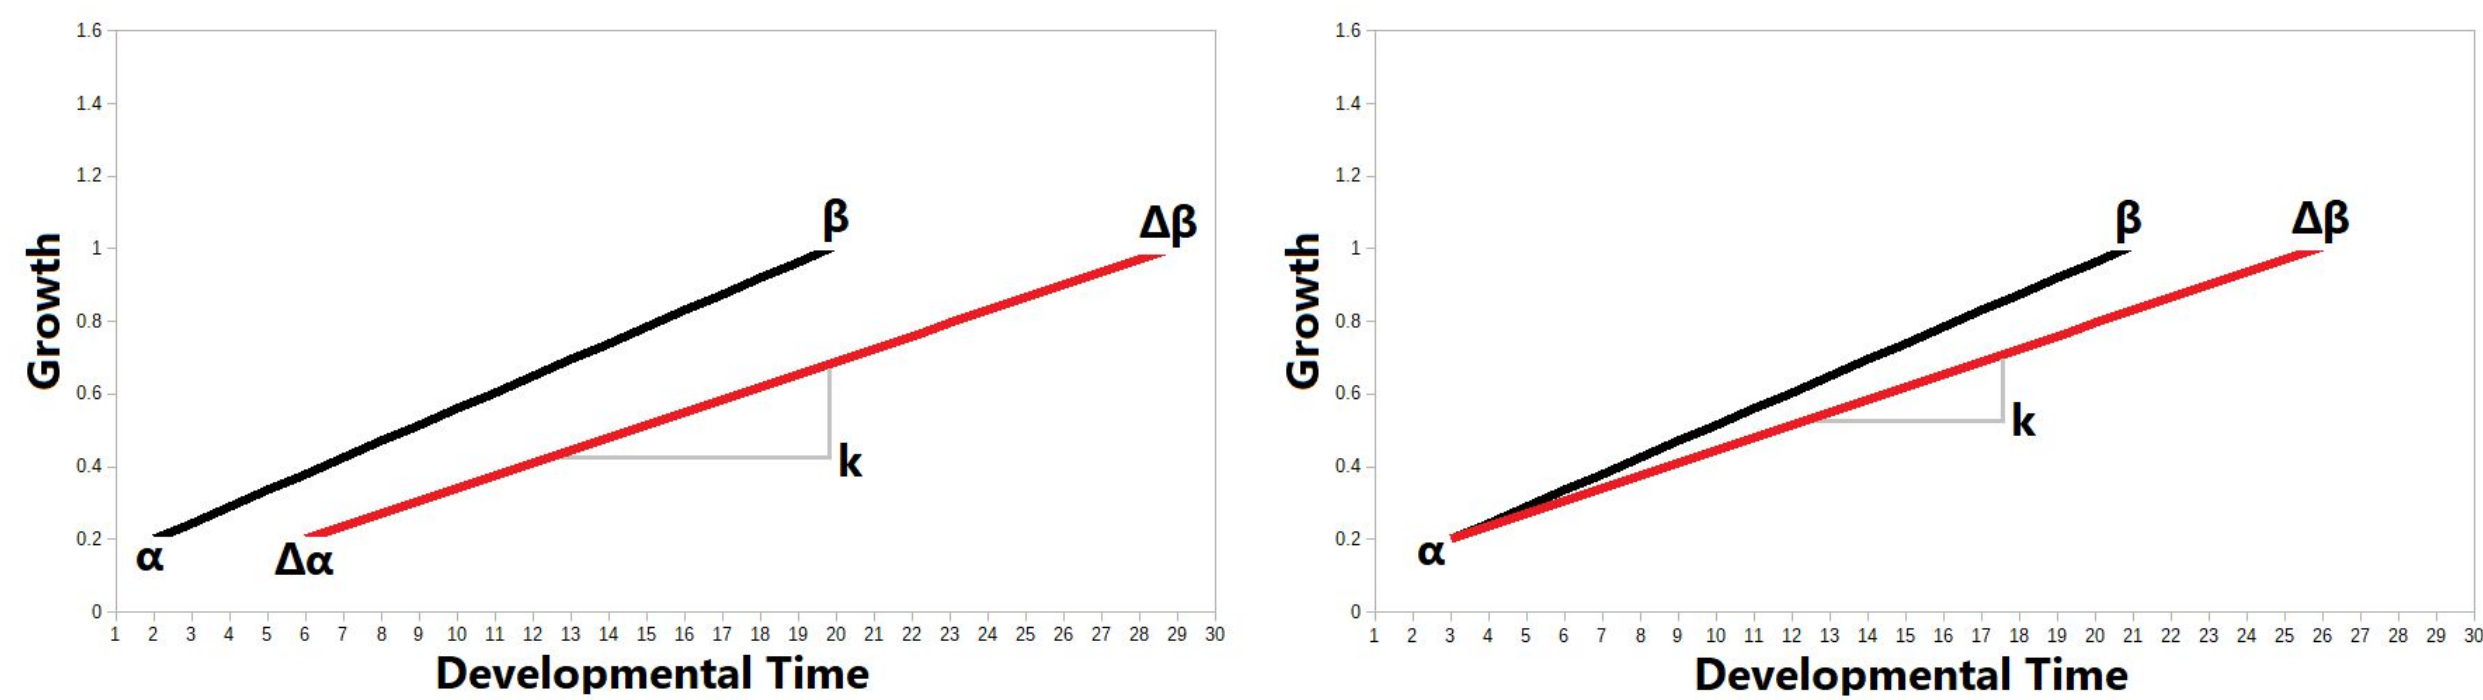 1.6
1.4
1.2
1
0.8
0.6
0.4
0.2
0
Growth
α
β
Δα
Δβ
k
1 2 3 4 5 6 7 8 9 10 11 12 13 14 15 16 17 18 19 20 21 22 23 24 25 26 27 28 29 30
Developmental Time
1.6
1.4
1.2
1
0.8
0.6
0.4
0.2
0
Growth
α
β
Δβ
k
1 2 3 4 5 6 7 8 9 10 11 12 13 14 15 16 17 18 19 20 21 22 23 24 25 26 27 28 29 30
Developmental Time